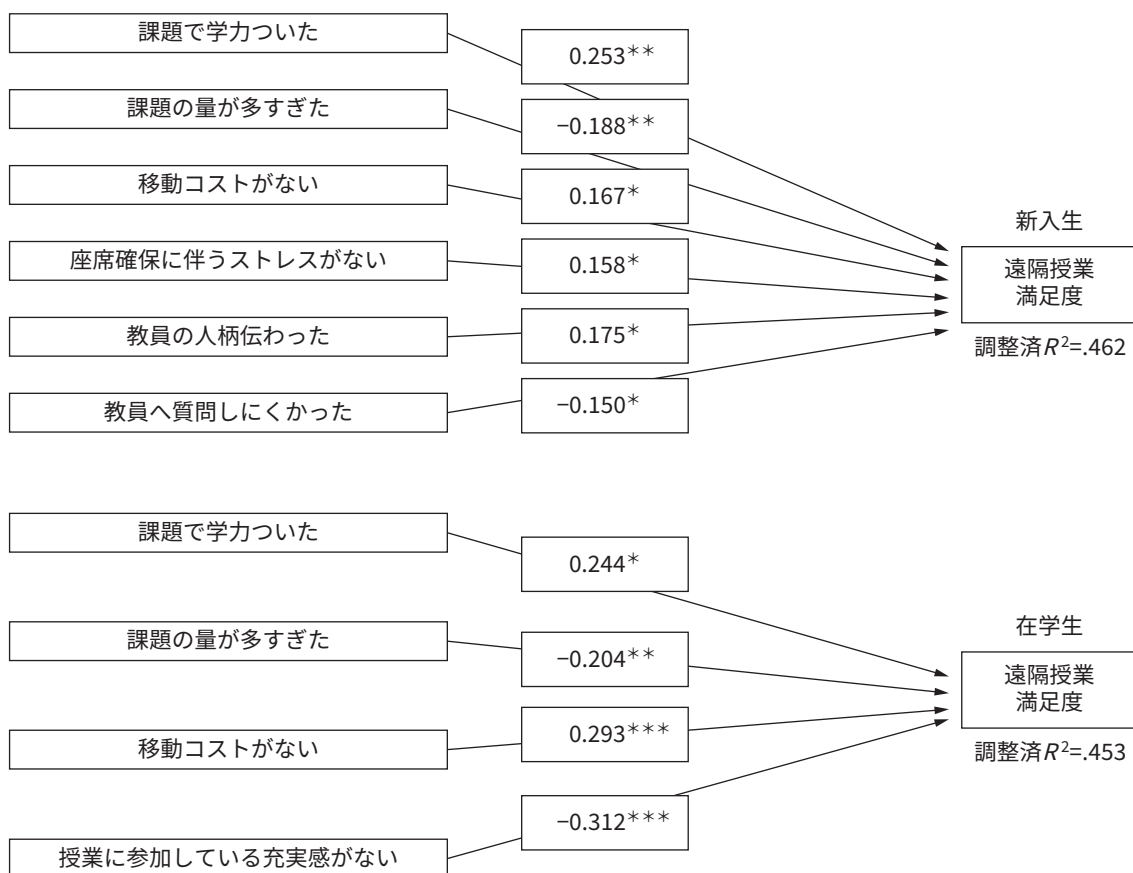 課題で学力ついた
0.253**
課題の量が多すぎた
−0.188**
移動コストがない
0.167*
座席確保に伴うストレスがない
0.158*
教員の人柄伝わった
0.175*
教員へ質問しにくかった
−0.150*
新入生
遠隔授業
満足度
調整済R²=.462
課題で学力ついた
0.244*
課題の量が多すぎた
−0.204**
移動コストがない
0.293***
授業に参加している充実感がない
−0.312***
在学生
遠隔授業
満足度
調整済R²=.453